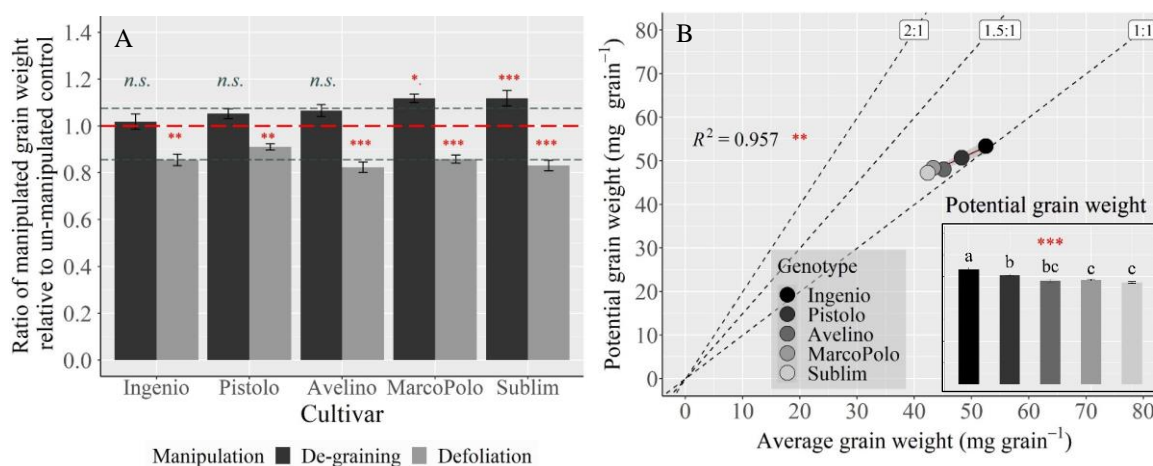 A
Ratio of manipulated grain weight
relative to un-manipulated control
1.4
1.2
1.0
0.8
0.6
0.4
0.2
0.0
n.s. n.s. n.s. *. ***
** ** *** *** ***
Ingenio Pistolo Avelino MarcoPolo Sublim
Cultivar
Manipulation De-graining Defoliation
B
Potential grain weight (mg grain⁻¹)
80
70
60
50
40
30
20
10
0
2:1 1.5:1 1:1
R² = 0.957 **
Genotype
Ingenio
Pistolo
Avelino
MarcoPolo
Sublim
Potential grain weight
***
a b bc c c
0 10 20 30 40 50 60 70 80
Average grain weight (mg grain⁻¹)